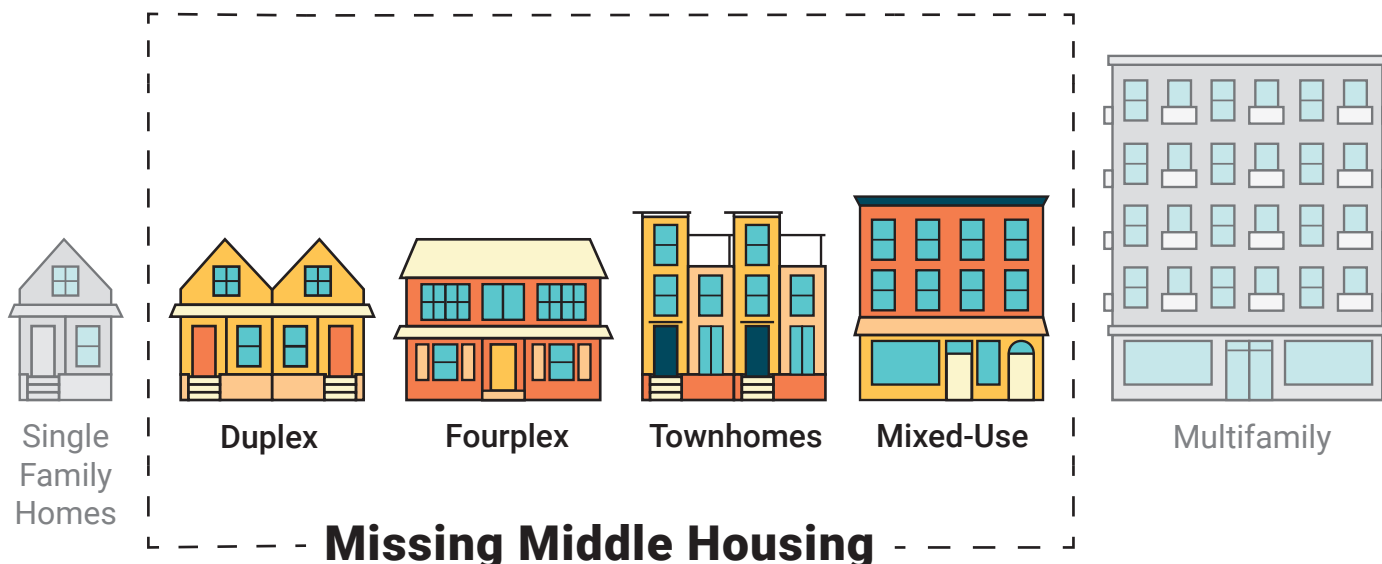 Single
Family
Homes
Duplex
Fourplex
Townhomes
Mixed-Use
Multifamily
Missing Middle Housing